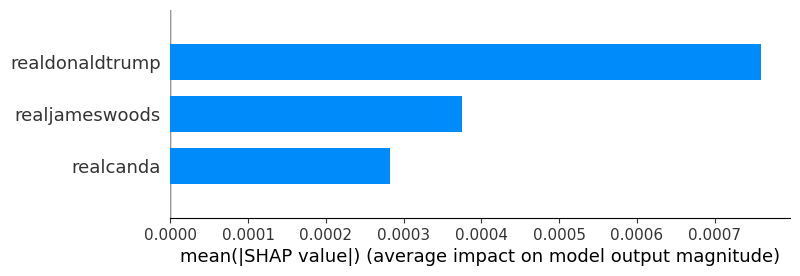 realdonaldtrump
realjameswoods
realcanda
0.0000 0.0001 0.0002 0.0003 0.0004 0.0005 0.0006 0.0007
mean(|SHAP value|) (average impact on model output magnitude)